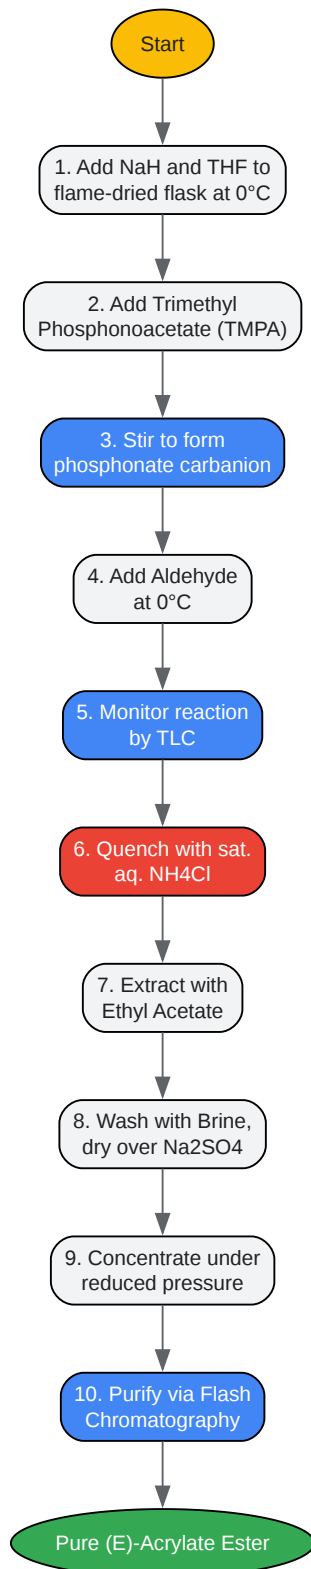 Start
1. Add NaH and THF to
flame-dried flask at 0°C
2. Add Trimethyl
Phosphonoacetate (TMPA)
3. Stir to form
phosphonate carbanion
4. Add Aldehyde
at 0°C
5. Monitor reaction
by TLC
6. Quench with sat.
aq. NH4Cl
7. Extract with
Ethyl Acetate
8. Wash with Brine,
dry over Na2SO4
9. Concentrate under
reduced pressure
10. Purify via Flash
Chromatography
Pure (E)-Acrylate Ester